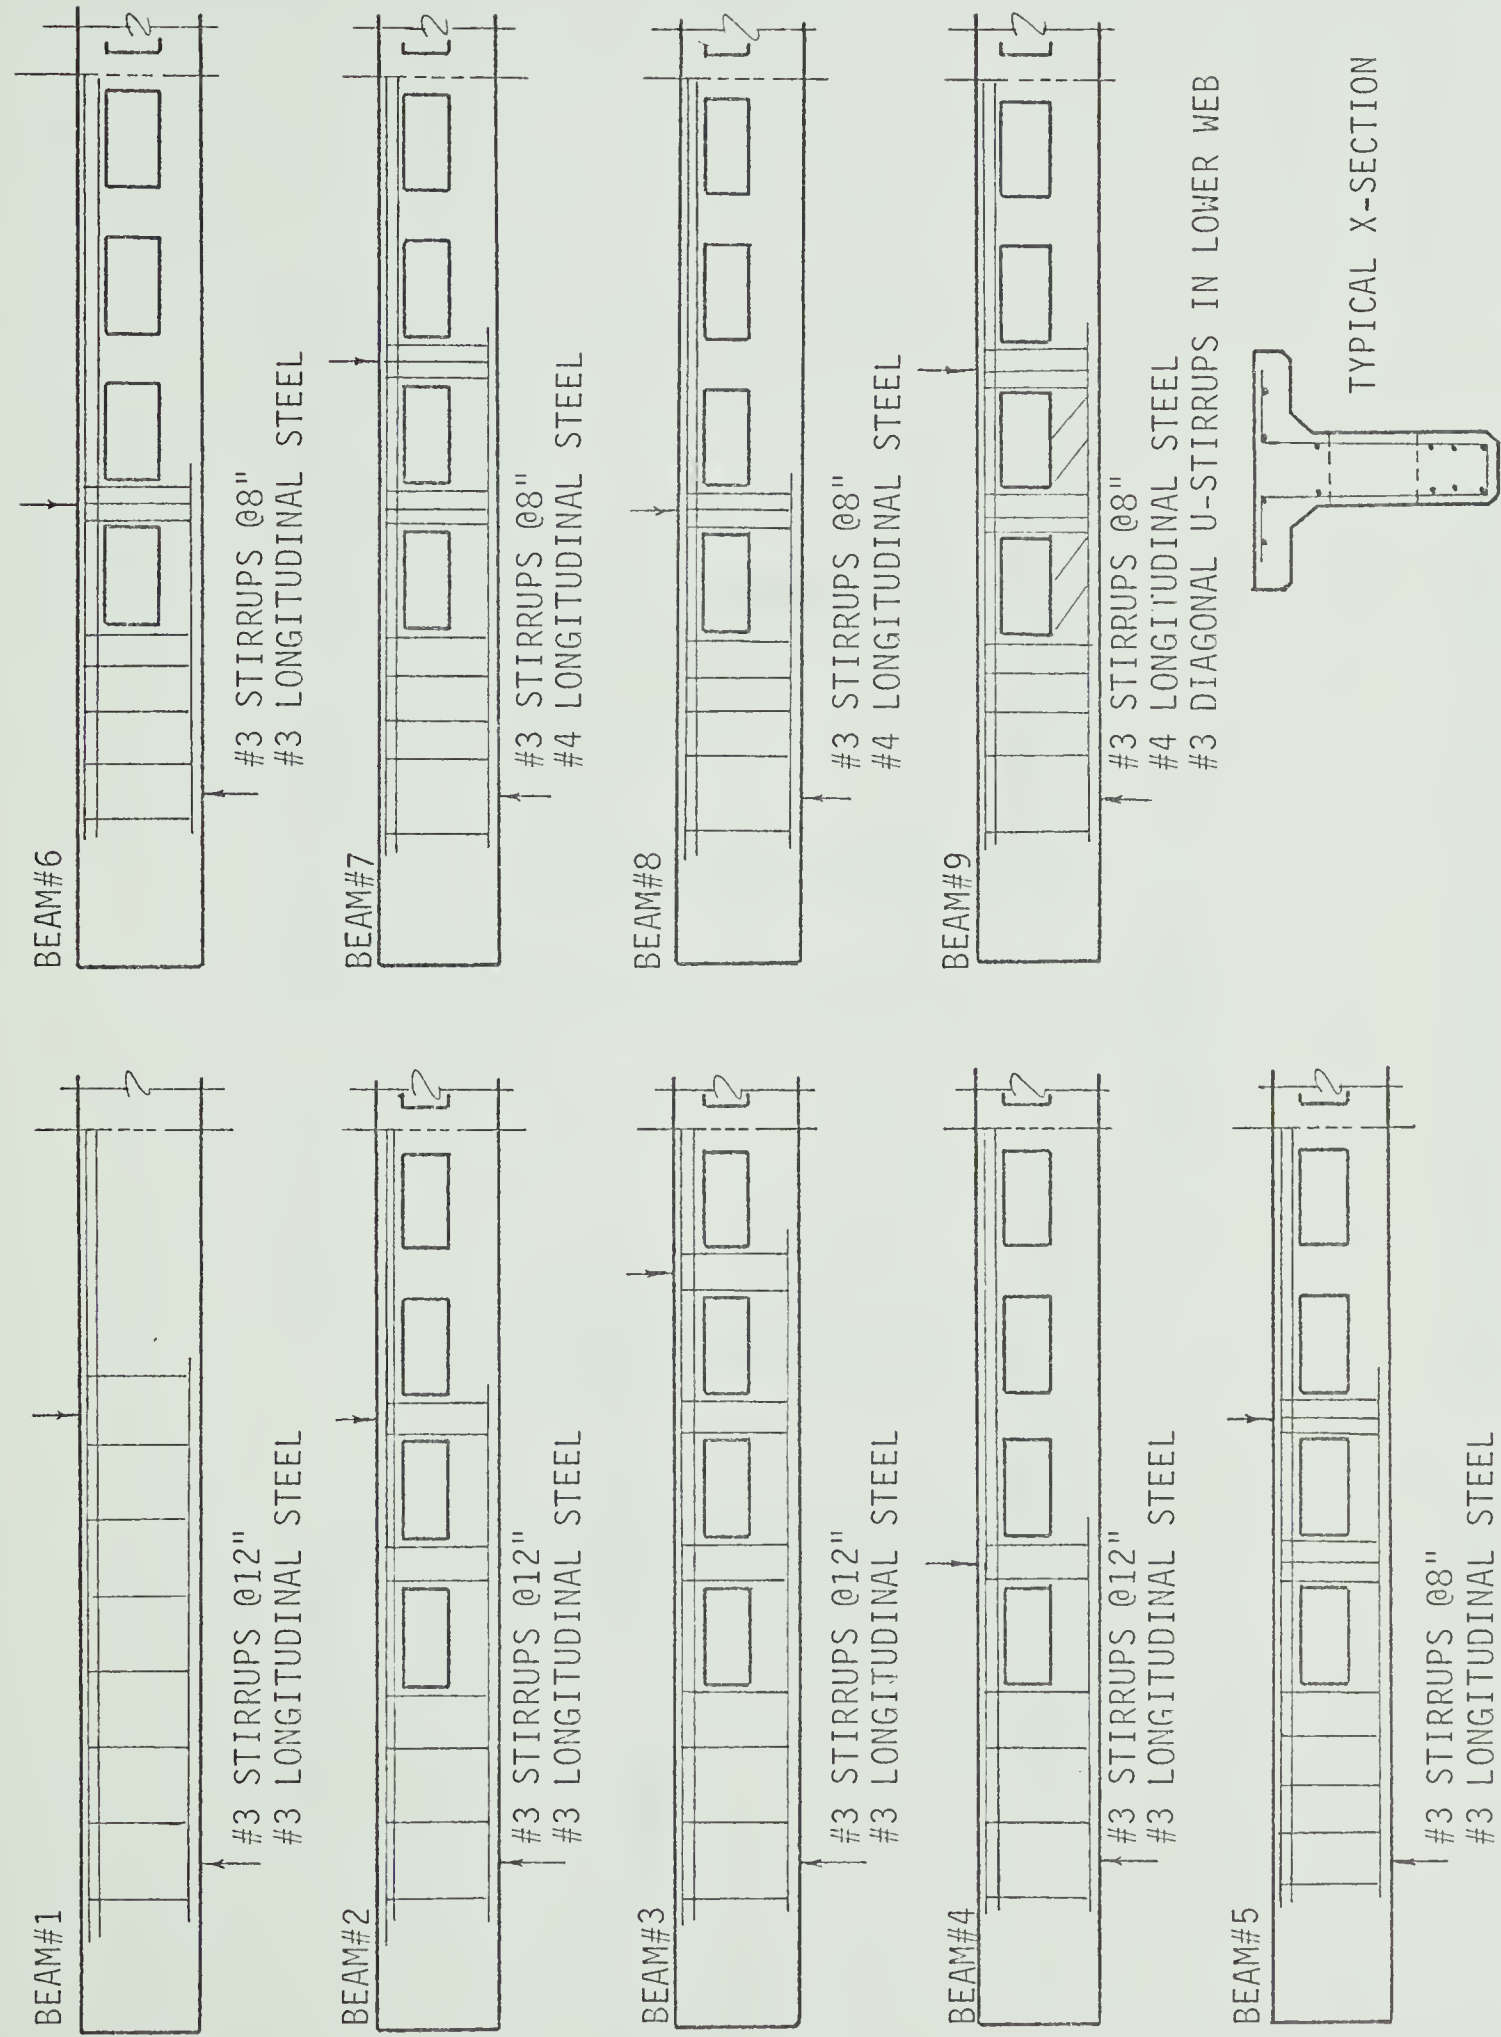 BEAM#1
#3 STIRRUPS @12"
#3 LONGITUDINAL STEEL
BEAM#2
#3 STIRRUPS @12"
#3 LONGITUDINAL STEEL
BEAM#3
#3 STIRRUPS @12"
#3 LONGITUDINAL STEEL
BEAM#4
#3 STIRRUPS @12"
#3 LONGITUDINAL STEEL
BEAM#5
#3 STIRRUPS @8"
#3 LONGITUDINAL STEEL
BEAM#6
#3 STIRRUPS @8"
#3 LONGITUDINAL STEEL
BEAM#7
#3 STIRRUPS @8"
#4 LONGITUDINAL STEEL
BEAM#8
#3 STIRRUPS @8"
#4 LONGITUDINAL STEEL
BEAM#9
#3 STIRRUPS @8"
#4 LONGITUDINAL STEEL
#3 DIAGONAL U-STIRRUPS IN LOWER WEB
TYPICAL X-SECTION